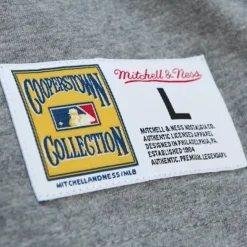 COOPERSTOWN
COLLECTION
MITCHELLANDNESS/MLB
Mitchell & Ness
L
MITCHELL & NESS NOSTALGIA CO.
AUTHENTIC LICENSED APPAREL
DESIGNED IN PHILADELPHIA, PA
ESTABLISHED 1904
AUTHENTIC. PREMIUM. LEGENDARY.